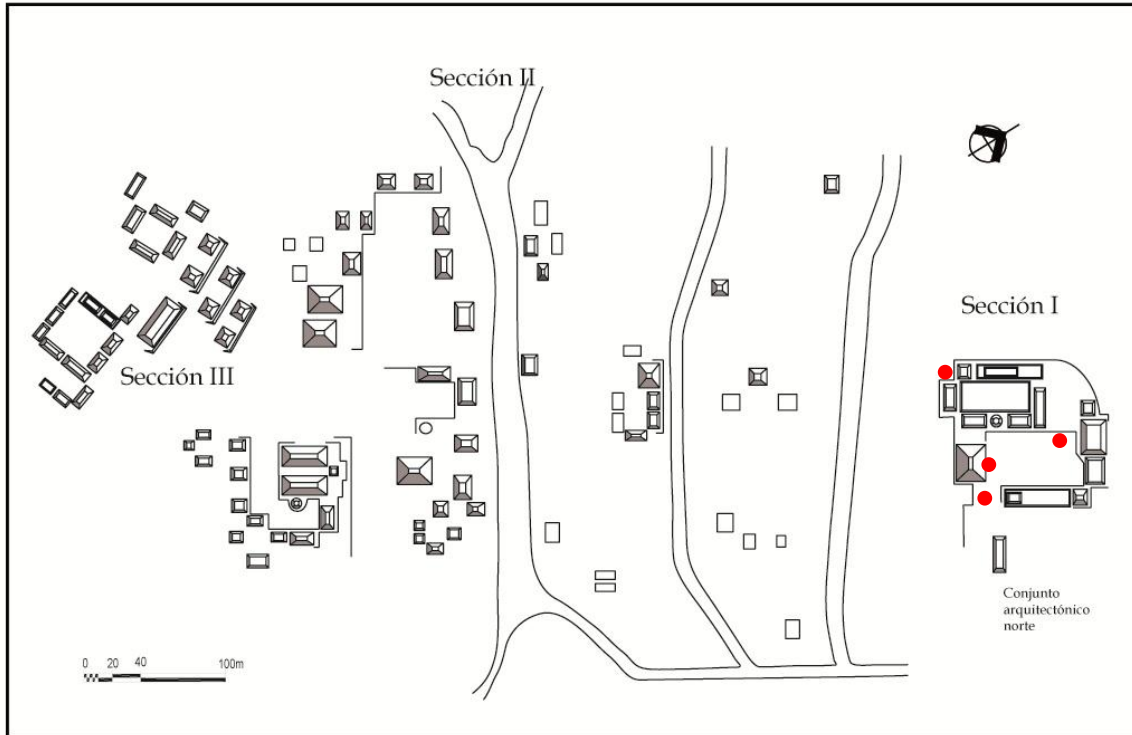 Sección II
Sección I
Sección III
Conjunto
arquitectónico
norte
0 20 40 100m